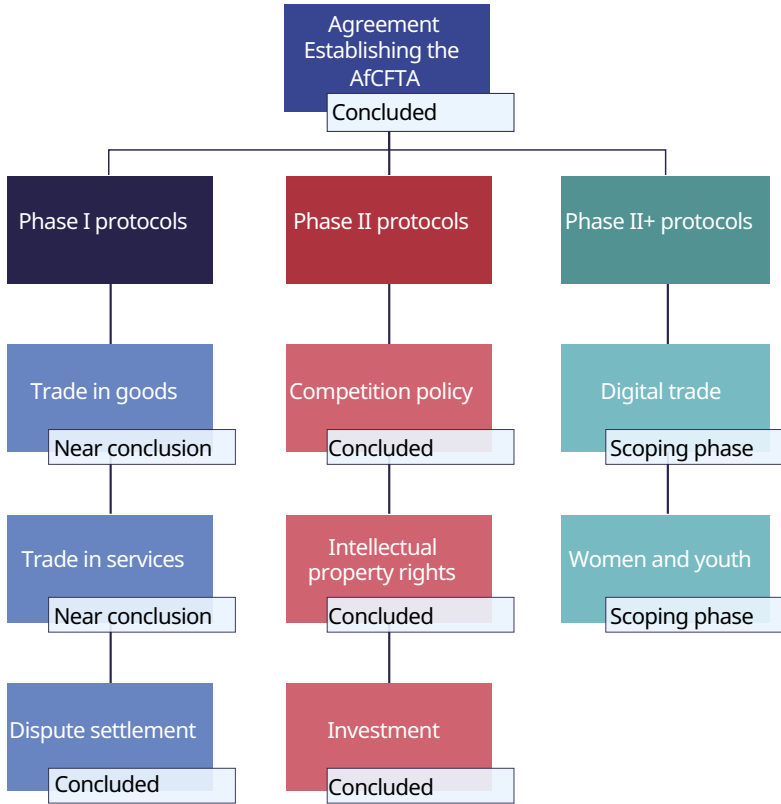 Agreement
Establishing the
AfCFTA
Concluded
Phase I protocols
Phase II protocols
Phase II+ protocols
Trade in goods
Near conclusion
Competition policy
Concluded
Digital trade
Scoping phase
Trade in services
Near conclusion
Intellectual
property rights
Concluded
Women and youth
Scoping phase
Dispute settlement
Concluded
Investment
Concluded